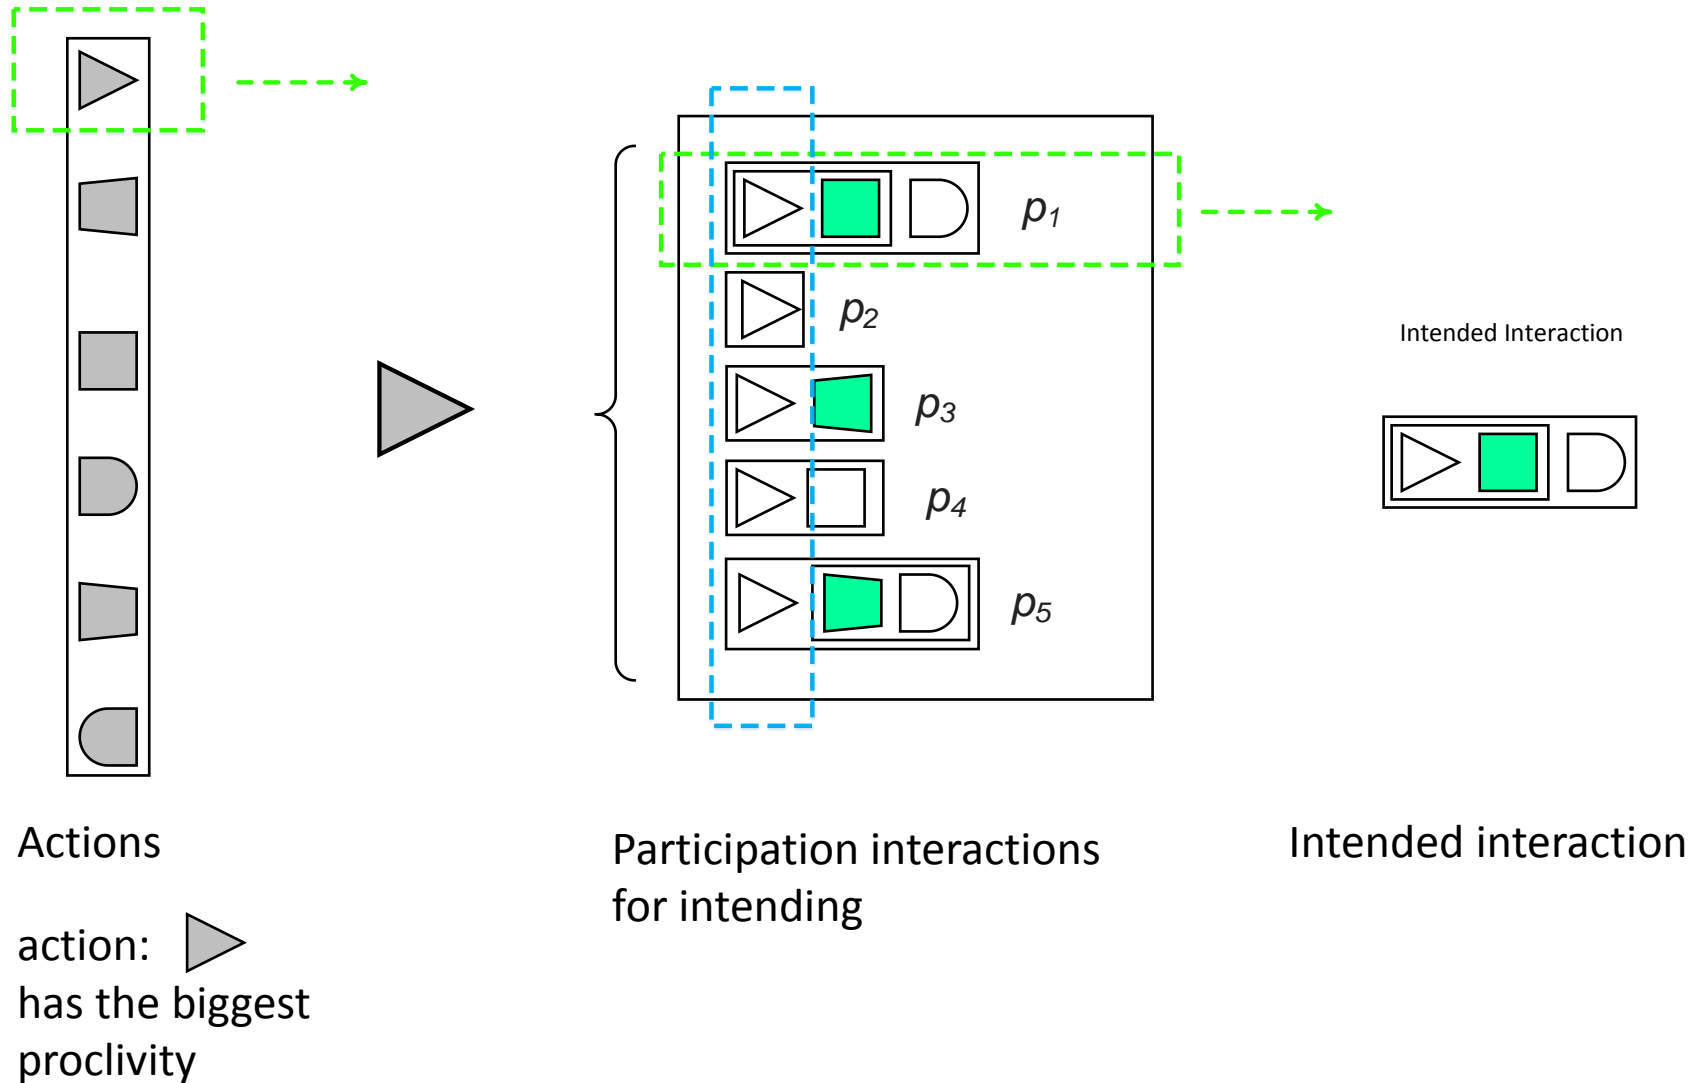 p1
p2
p3
p4
p5
Intended Interaction
Actions
action:
has the biggest
proclivity
Participation interactions
for intending
Intended interaction